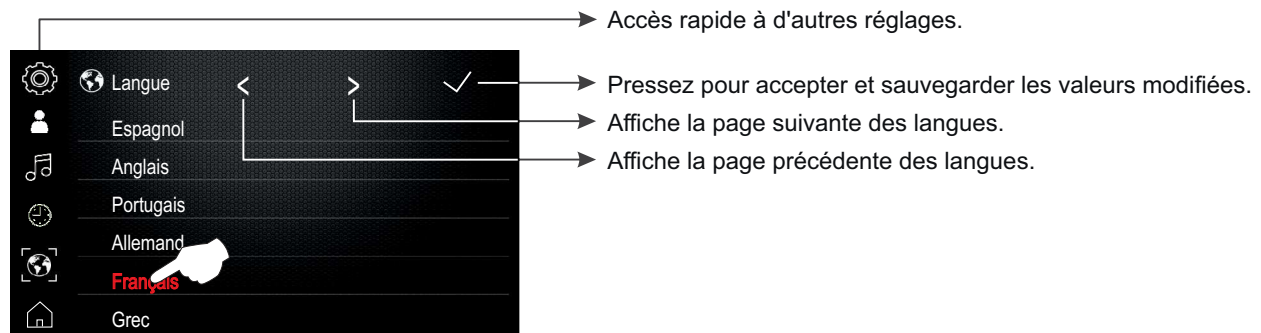 Accès rapide à d'autres réglages.
Langue < >
Pressez pour accepter et sauvegarder les valeurs modifiées.
Espagnol
Affiche la page suivante des langues.
Anglais
Affiche la page précédente des langues.
Portugais
Allemand
Français
Grec